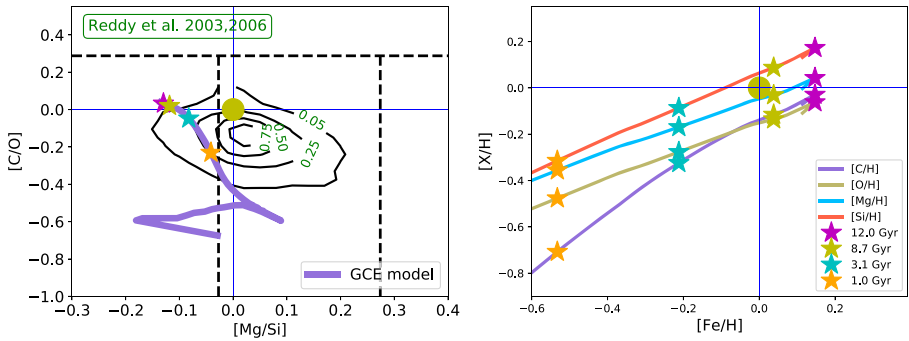 Reddy et al. 2003,2006
0.4
0.2
0.0
−0.2
−0.4
−0.6
−0.8
−1.0
[C/O]
0.05
0.25
0.50
0.75
GCE model
−0.3
−0.2
−0.1
0.0
0.1
0.2
0.3
0.4
[Mg/Si]
0.2
0.0
−0.2
−0.4
−0.6
−0.8
[X/H]
[C/H]
[O/H]
[Mg/H]
[Si/H]
12.0 Gyr
8.7 Gyr
3.1 Gyr
1.0 Gyr
−0.6
−0.4
−0.2
0.0
0.2
[Fe/H]